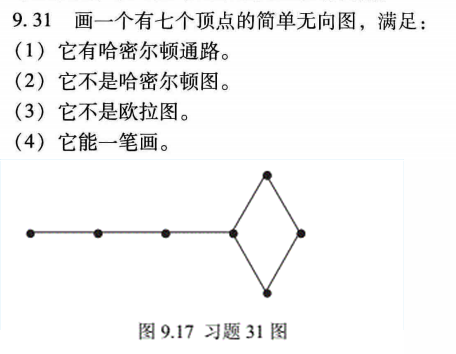 9.31 画一个有七个顶点的简单无向图，满足：
（1）它有哈密尔顿通路。
（2）它不是哈密尔顿图。
（3）它不是欧拉图。
（4）它能一笔画。
图 9.17 习题 31 图